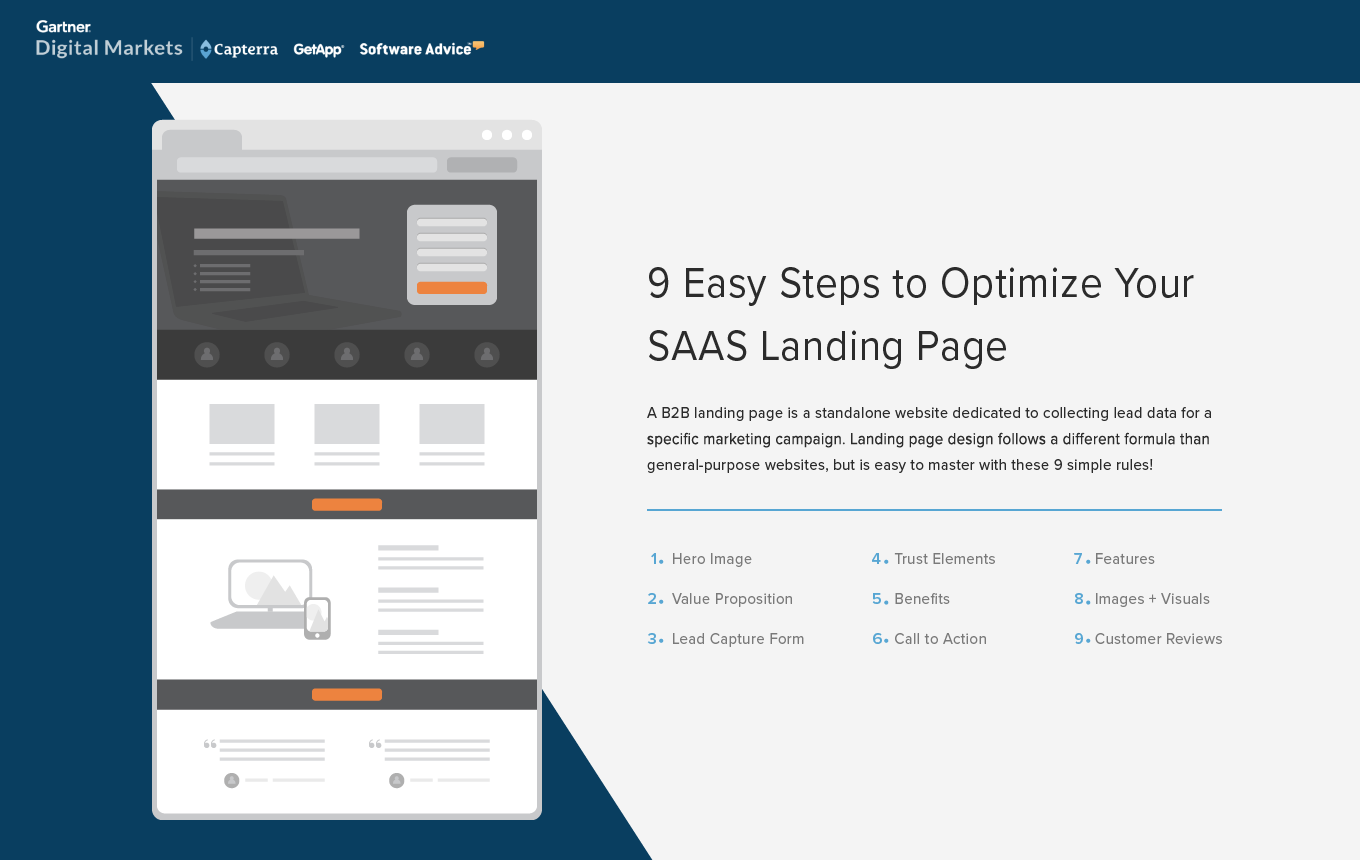 Gartner
Digital Markets Capterra GetApp Software Advice
9 Easy Steps to Optimize Your
SAAS Landing Page
A B2B landing page is a standalone website dedicated to collecting lead data for a
specific marketing campaign. Landing page design follows a different formula than
general-purpose websites, but is easy to master with these 9 simple rules!
1. Hero Image
2. Value Proposition
3. Lead Capture Form
4. Trust Elements
5. Benefits
6. Call to Action
7. Features
8. Images + Visuals
9. Customer Reviews